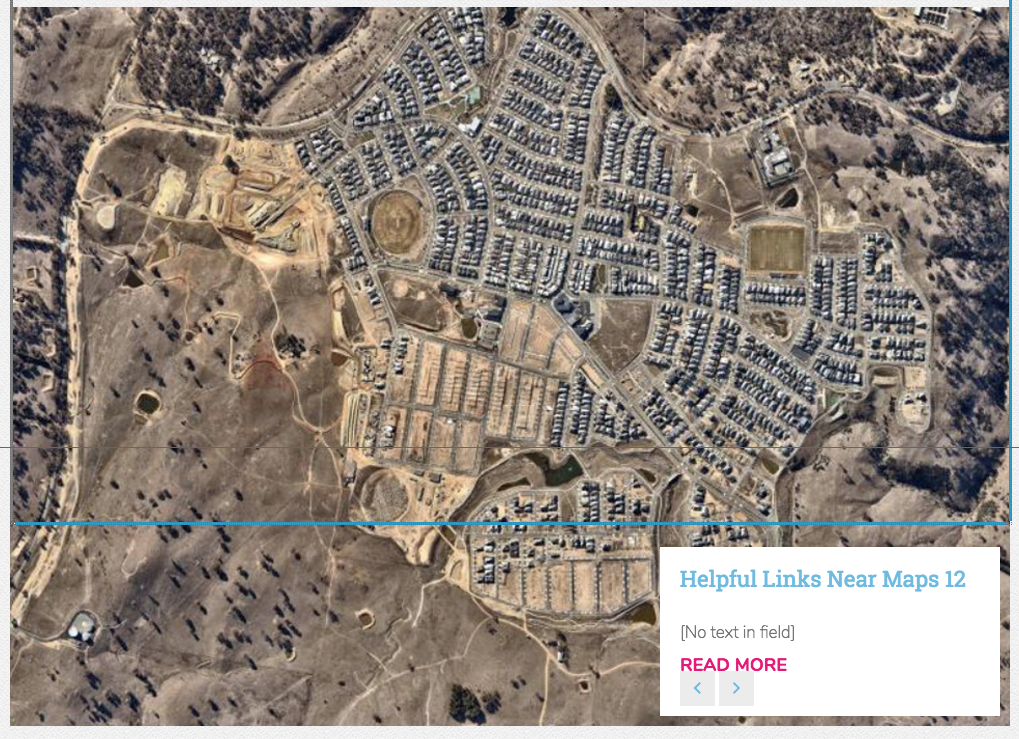 Helpful Links Near Maps 12
[No text in field]
READ MORE